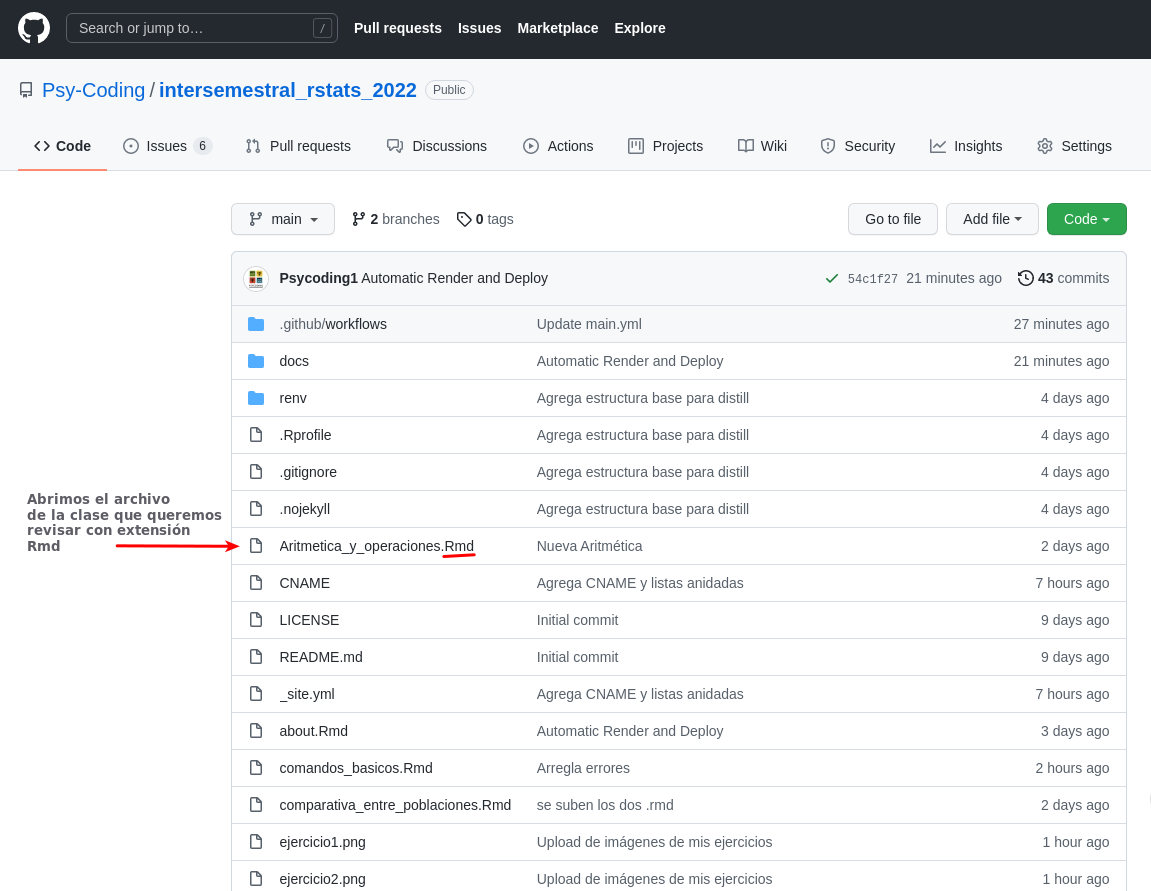 Search or jump to… /
Pull requests Issues Marketplace Explore
Psy-Coding / intersemestral_rstats_2022 Public
Code Issues 6 Pull requests Discussions Actions Projects Wiki Security Insights Settings
main 2 branches 0 tags Go to file Add file Code
Psycoding1 Automatic Render and Deploy 54c1f27 21 minutes ago 43 commits
.github/workflows Update main.yml 27 minutes ago
docs Automatic Render and Deploy 21 minutes ago
renv Agrega estructura base para distill 4 days ago
.Rprofile Agrega estructura base para distill 4 days ago
.gitignore Agrega estructura base para distill 4 days ago
.nojekyll Agrega estructura base para distill 4 days ago
Abrimos el archivo
de la clase que queremos
revisar con extensión
Rmd
Aritmetica_y_operaciones.Rmd Nueva Aritmética 2 days ago
CNAME Agrega CNAME y listas anidadas 7 hours ago
LICENSE Initial commit 9 days ago
README.md Initial commit 9 days ago
_site.yml Agrega CNAME y listas anidadas 7 hours ago
about.Rmd Automatic Render and Deploy 3 days ago
comandos_basicos.Rmd Arregla errores 2 hours ago
comparativa_entre_poblaciones.Rmd se suben los dos .rmd 2 days ago
ejercicio1.png Upload de imágenes de mis ejercicios 1 hour ago
ejercicio2.png Upload de imágenes de mis ejercicios 1 hour ago